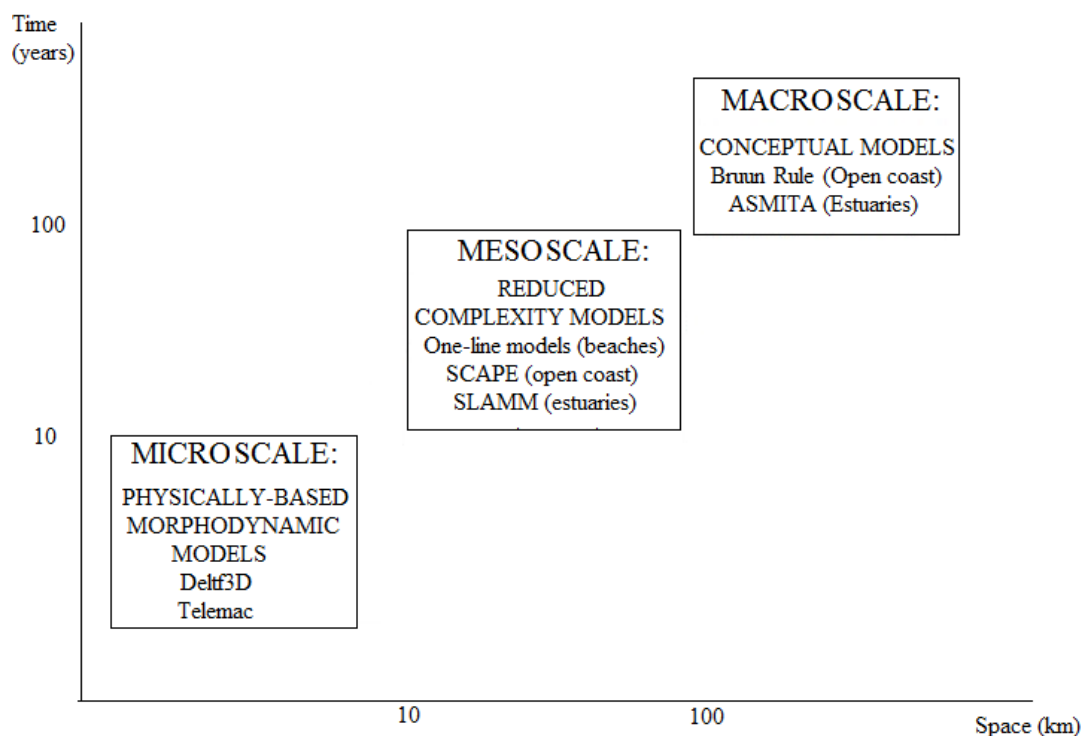 Time
(years)
MACROSCALE:
CONCEPTUAL MODELS
Bruun Rule (Open coast)
ASMITA (Estuaries)
100
MESOSCALE:
REDUCED
COMPLEXITY MODELS
One-line models (beaches)
SCAPE (open coast)
SLAMM (estuaries)
10
MICROSCALE:
PHYSICALLY-BASED
MORPHODYNAMIC
MODELS
Deltf3D
Telemac
10
100
Space (km)